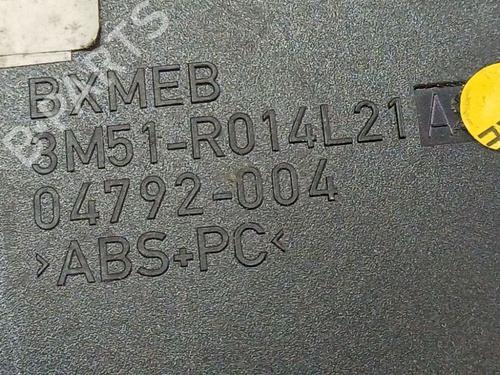 BXMEB
3M51-R014L21 A
04792-004
>ABS+PC<